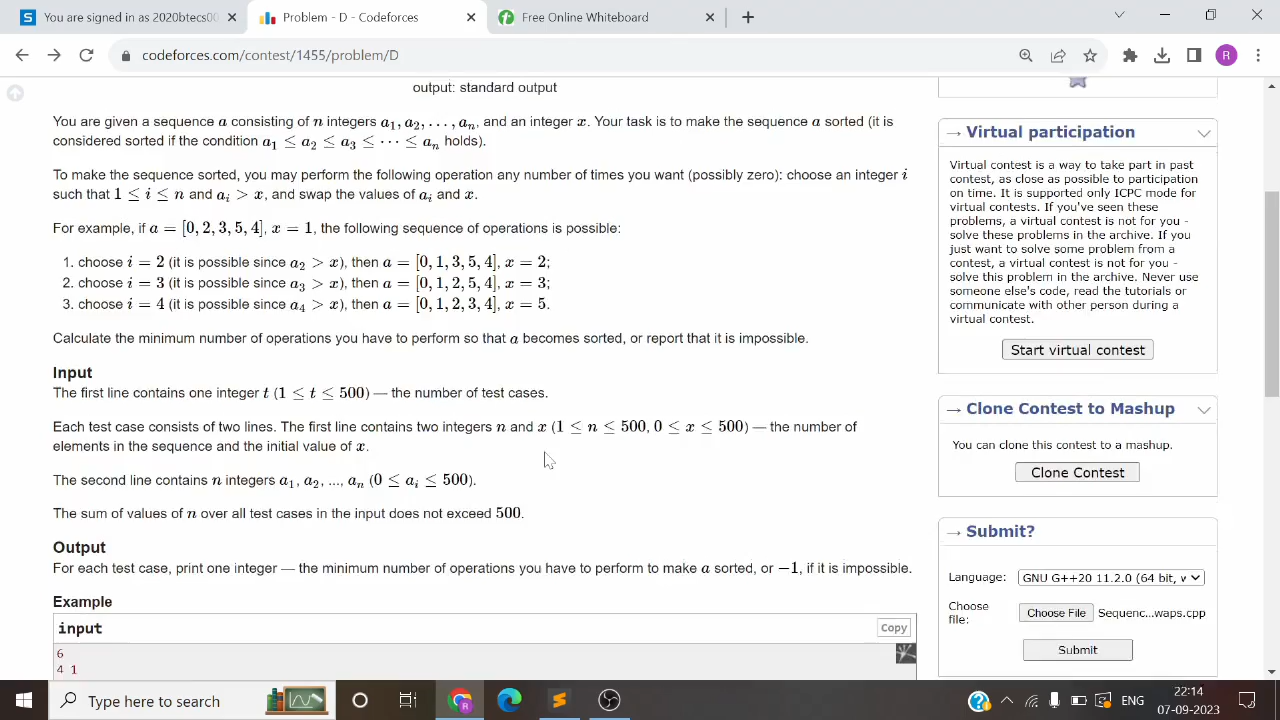 You are signed in as 2020btecs00
Problem - D - Codeforces
Free Online Whiteboard
codeforces.com/contest/1455/problem/D
R
output: standard output
You are given a sequence a consisting of n integers a₁, a₂, …, aₙ, and an integer x. Your task is to make the sequence a sorted (it is
considered sorted if the condition a₁ ≤ a₂ ≤ a₃ ≤ ⋯ ≤ aₙ holds).
To make the sequence sorted, you may perform the following operation any number of times you want (possibly zero): choose an integer i
such that 1 ≤ i ≤ n and aᵢ > x, and swap the values of aᵢ and x.
For example, if a = [0, 2, 3, 5, 4], x = 1, the following sequence of operations is possible:
1. choose i = 2 (it is possible since a₂ > x), then a = [0, 1, 3, 5, 4], x = 2;
2. choose i = 3 (it is possible since a₃ > x), then a = [0, 1, 2, 5, 4], x = 3;
3. choose i = 4 (it is possible since a₄ > x), then a = [0, 1, 2, 3, 4], x = 5.
Calculate the minimum number of operations you have to perform so that a becomes sorted, or report that it is impossible.
Input
The first line contains one integer t (1 ≤ t ≤ 500) — the number of test cases.
Each test case consists of two lines. The first line contains two integers n and x (1 ≤ n ≤ 500, 0 ≤ x ≤ 500) — the number of
elements in the sequence and the initial value of x.
The second line contains n integers a₁, a₂, ..., aₙ (0 ≤ aᵢ ≤ 500).
The sum of values of n over all test cases in the input does not exceed 500.
Output
For each test case, print one integer — the minimum number of operations you have to perform to make a sorted, or −1, if it is impossible.
Example
input
Copy
6
4 1
→ Virtual participation
Virtual contest is a way to take part in past
contest, as close as possible to participation
on time. It is supported only ICPC mode for
virtual contests. If you've seen these
problems, a virtual contest is not for you -
solve these problems in the archive. If you
just want to solve some problem from a
contest, a virtual contest is not for you -
solve this problem in the archive. Never use
someone else's code, read the tutorials or
communicate with other person during a
virtual contest.
Start virtual contest
→ Clone Contest to Mashup
You can clone this contest to a mashup.
Clone Contest
→ Submit?
Language:
GNU G++20 11.2.0 (64 bit, v
Choose
file:
Choose File
Sequenc...waps.cpp
Submit
Type here to search
ENG
22:14
07-09-2023